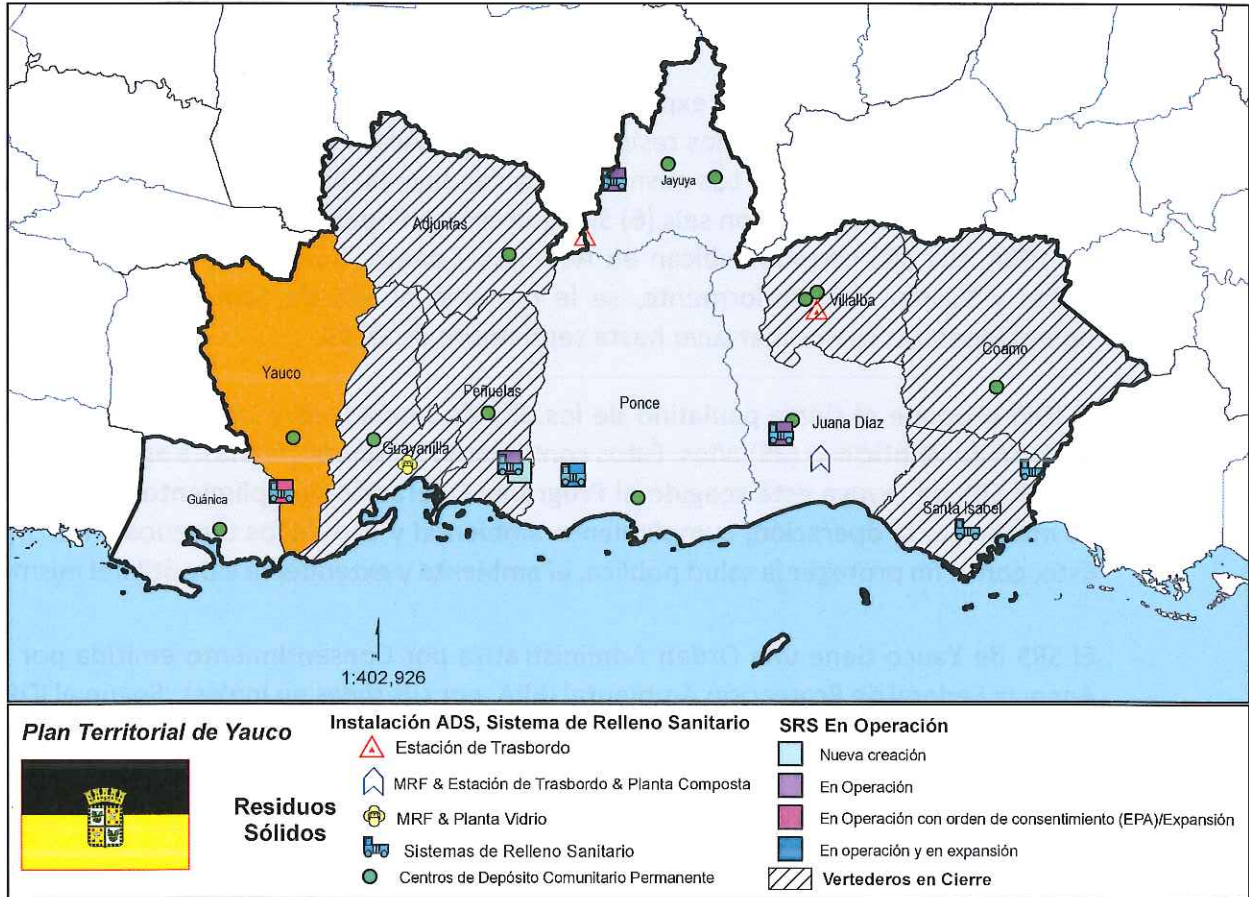 Jayuya
Adjuntas
Villalba
Coamo
Yauco
Peñuelas
Ponce
Juana Díaz
Guayanilla
Guánica
Santa Isabel
1:402,926
Plan Territorial de Yauco
Residuos
Sólidos
Instalación ADS, Sistema de Relleno Sanitario
Estación de Trasbordo
MRF & Estación de Trasbordo & Planta Composta
MRF & Planta Vidrio
Sistemas de Relleno Sanitario
Centros de Depósito Comunitario Permanente
SRS En Operación
Nueva creación
En Operación
En Operación con orden de consentimiento (EPA)/Expansión
En operación y en expansión
Vertederos en Cierre